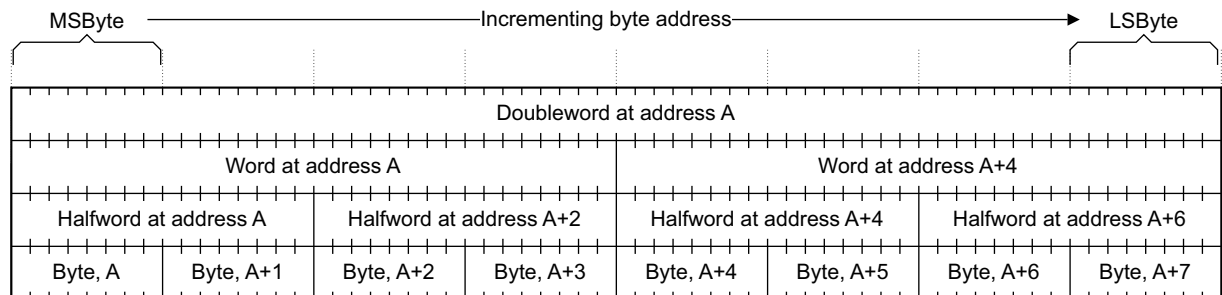 MSByte Incrementing byte address LSByte
Doubleword at address A
Word at address A Word at address A+4
Halfword at address A Halfword at address A+2 Halfword at address A+4 Halfword at address A+6
Byte, A Byte, A+1 Byte, A+2 Byte, A+3 Byte, A+4 Byte, A+5 Byte, A+6 Byte, A+7